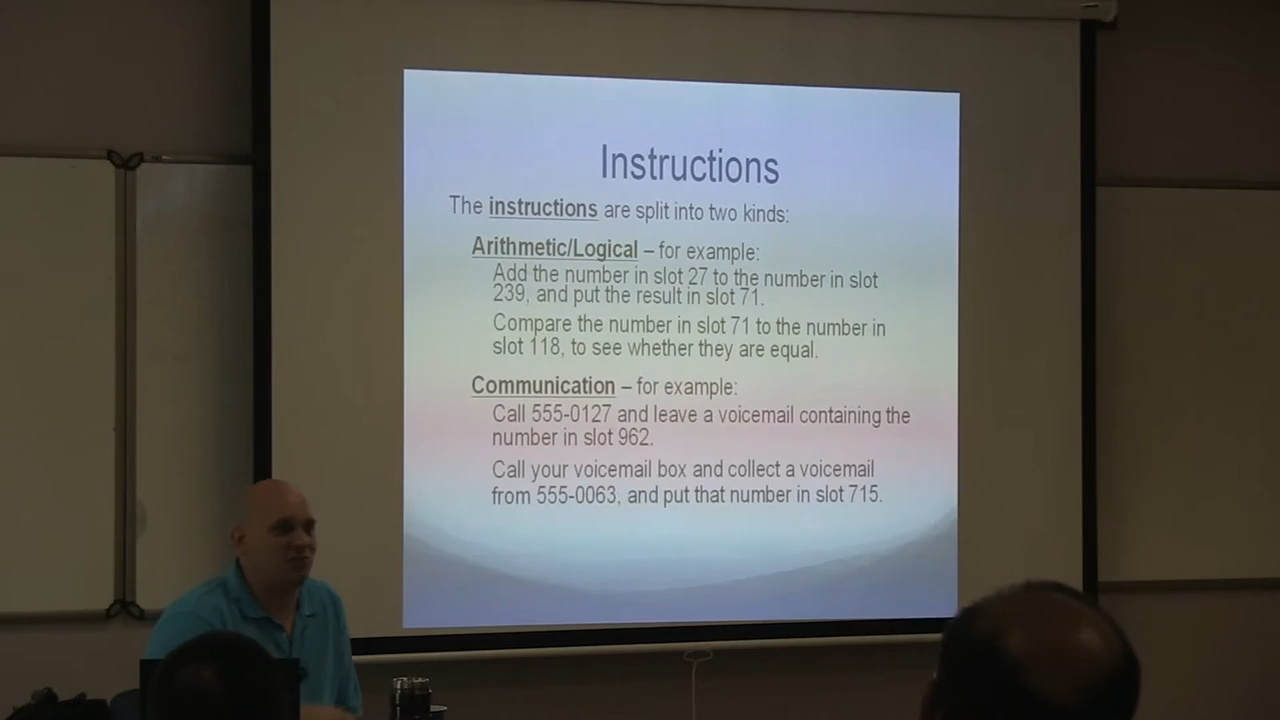 Instructions
The instructions are split into two kinds:
Arithmetic/Logical – for example:
Add the number in slot 27 to the number in slot
239, and put the result in slot 71.
Compare the number in slot 71 to the number in
slot 118, to see whether they are equal.
Communication – for example:
Call 555-0127 and leave a voicemail containing the
number in slot 962.
Call your voicemail box and collect a voicemail
from 555-0063, and put that number in slot 715.